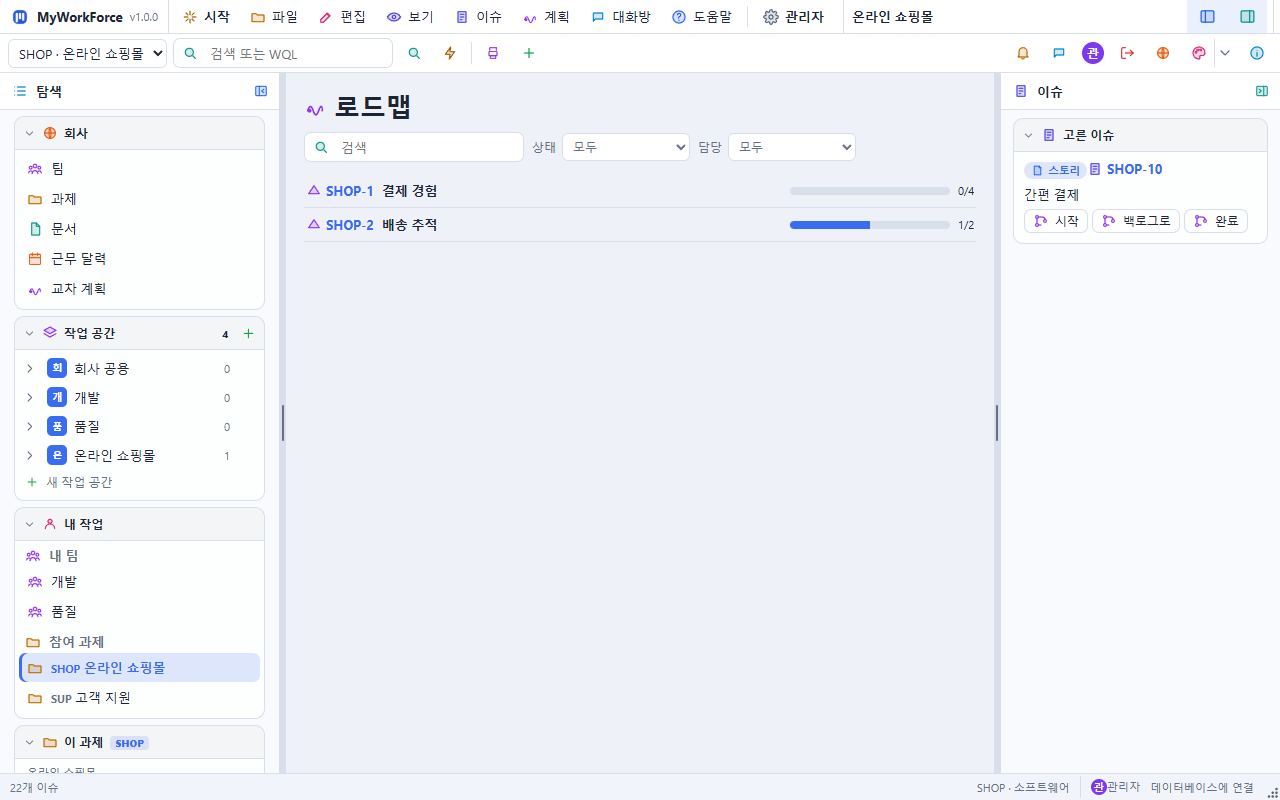 MyWorkForce v1.0.0 시작 파일 편집 보기 이슈 계획 대화방 도움말 관리자 온라인 쇼핑몰
SHOP · 온라인 쇼핑몰 검색 또는 WQL 관
탐색
회사
팀
과제
문서
근무 달력
교차 계획
작업 공간 4
회 회사 공용 0
개 개발 0
품 품질 0
온 온라인 쇼핑몰 1
새 작업 공간
내 작업
내 팀
개발
품질
참여 과제
SHOP 온라인 쇼핑몰
SUP 고객 지원
이 과제 SHOP
온라인 쇼핑몰
로드맵
검색 상태 모두 담당 모두
SHOP-1 결제 경험 0/4
SHOP-2 배송 추적 1/2
이슈
고른 이슈
스토리 SHOP-10
간편 결제
시작 백로그로 완료
22개 이슈 SHOP · 소프트웨어 관 관리자 데이터베이스에 연결